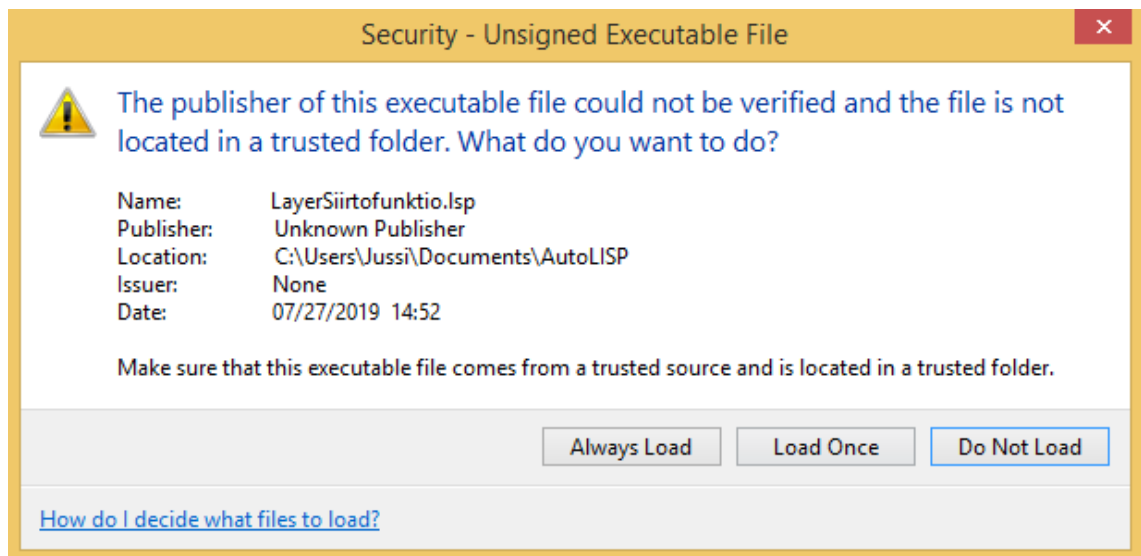 Security - Unsigned Executable File
The publisher of this executable file could not be verified and the file is not
located in a trusted folder. What do you want to do?
Name: LayerSiirtofunktio.lsp
Publisher: Unknown Publisher
Location: C:\Users\Jussi\Documents\AutoLISP
Issuer: None
Date: 07/27/2019 14:52
Make sure that this executable file comes from a trusted source and is located in a trusted folder.
Always Load Load Once Do Not Load
How do I decide what files to load?